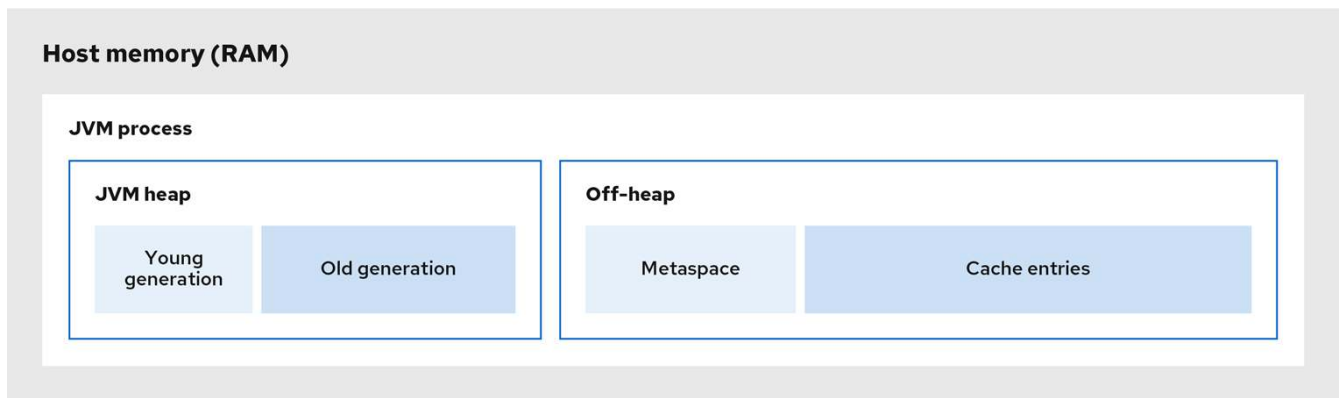 Host memory (RAM)
JVM process
JVM heap
Young
generation
Old generation
Off-heap
Metaspace
Cache entries